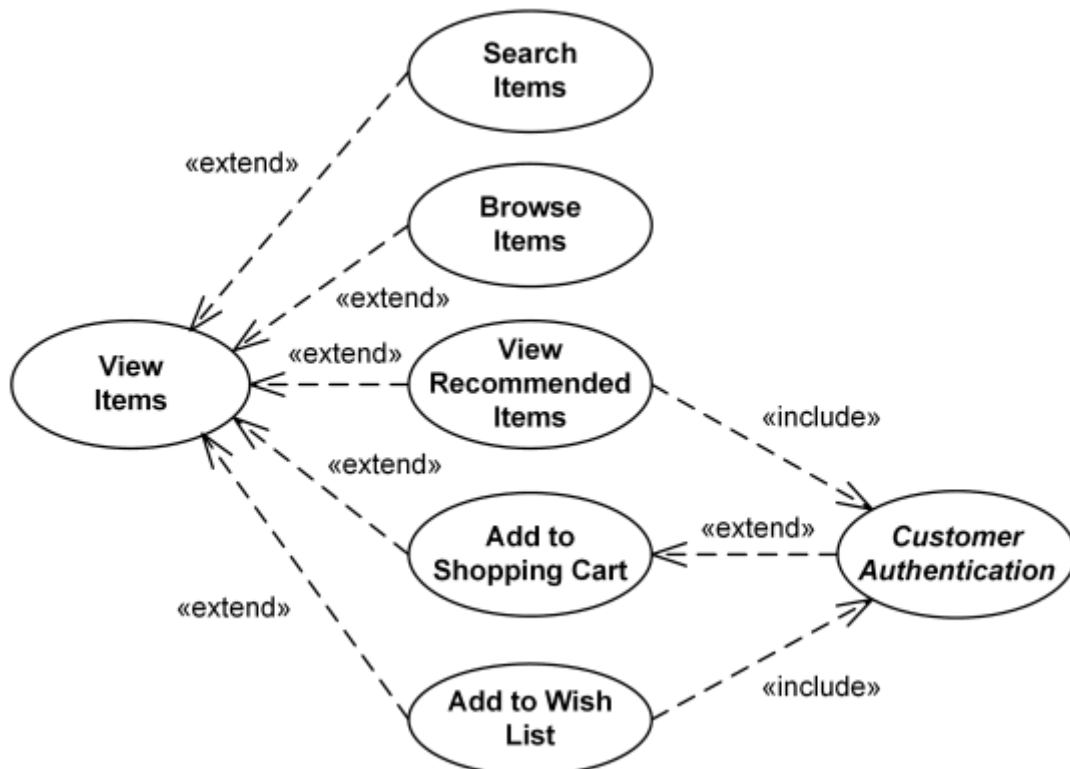 Search
Items
«extend»
Browse
Items
«extend»
View
Items
«extend»
View
Recommended
Items
«include»
«extend»
Add to
Shopping Cart
«extend»
Customer
Authentication
«extend»
Add to Wish
List
«include»